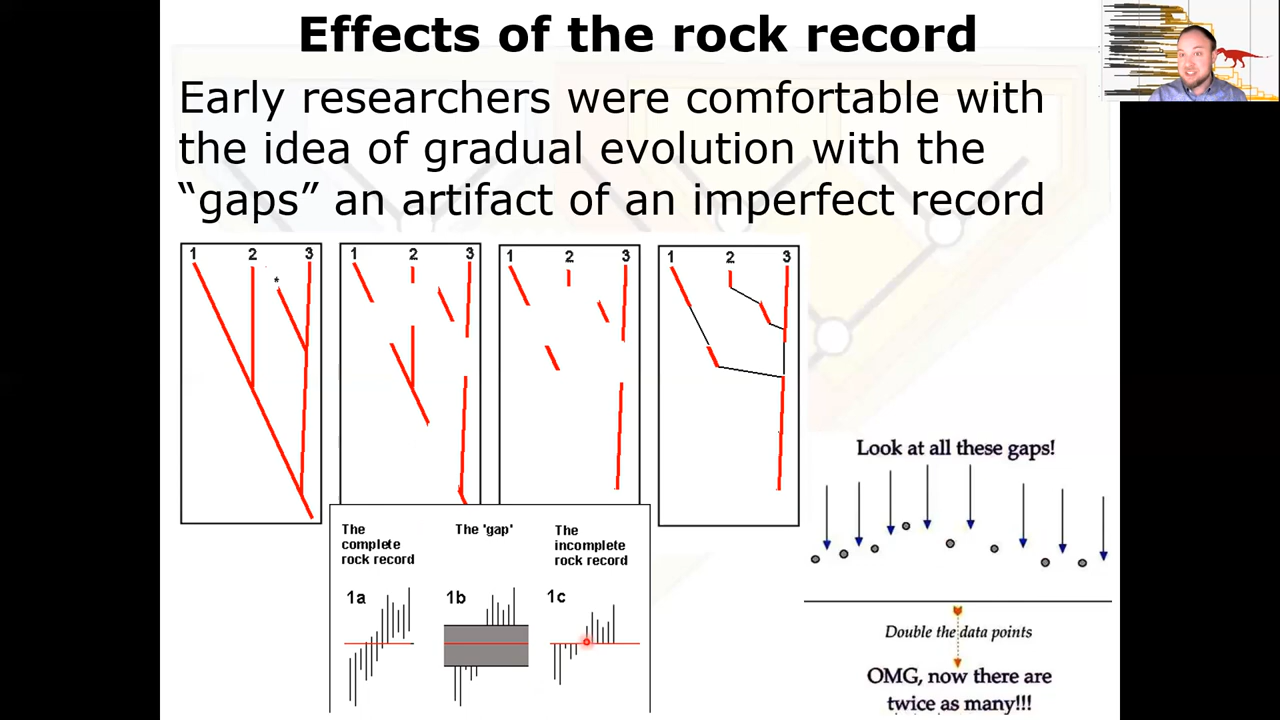 Effects of the rock record
Early researchers were comfortable with
the idea of gradual evolution with the
“gaps” an artifact of an imperfect record
1 2 3
*
1 2 3
1 2 3
1 2 3
The
complete
rock record
The 'gap'
The
incomplete
rock record
1a
1b
1c
Look at all these gaps!
Double the data points
OMG, now there are
twice as many!!!